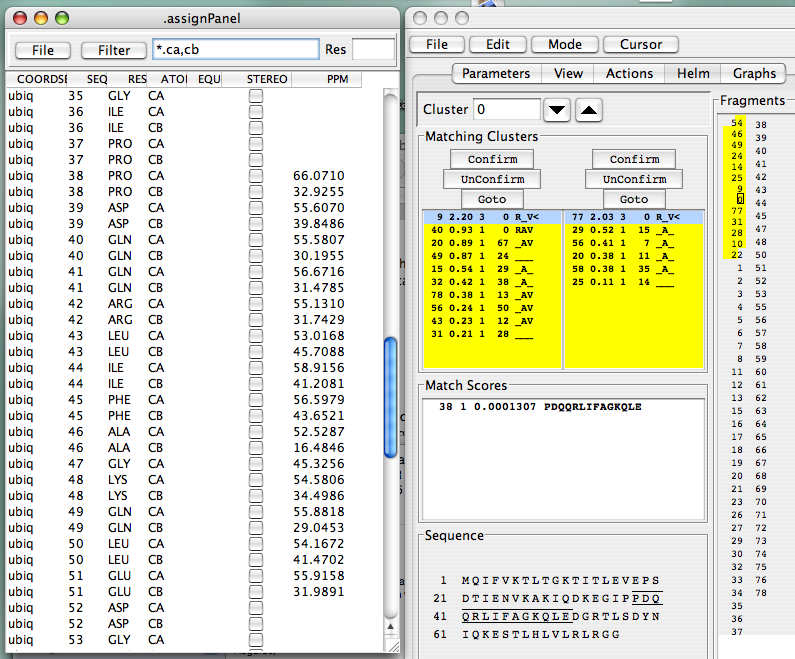 .assignPanel
File Filter *.ca,cb Res
COORDSE SEQ RES ATOM EQU STEREO PPM
ubiq 35 GLY CA
ubiq 36 ILE CA
ubiq 36 ILE CB
ubiq 37 PRO CA
ubiq 37 PRO CB
ubiq 38 PRO CA 66.0710
ubiq 38 PRO CB 32.9255
ubiq 39 ASP CA 55.6070
ubiq 39 ASP CB 39.8486
ubiq 40 GLN CA 55.5807
ubiq 40 GLN CB 30.1955
ubiq 41 GLN CA 56.6716
ubiq 41 GLN CB 31.4785
ubiq 42 ARG CA 55.1310
ubiq 42 ARG CB 31.7429
ubiq 43 LEU CA 53.0168
ubiq 43 LEU CB 45.7088
ubiq 44 ILE CA 58.9156
ubiq 44 ILE CB 41.2081
ubiq 45 PHE CA 56.5979
ubiq 45 PHE CB 43.6521
ubiq 46 ALA CA 52.5287
ubiq 46 ALA CB 16.4846
ubiq 47 GLY CA 45.3256
ubiq 48 LYS CA 54.5806
ubiq 48 LYS CB 34.4986
ubiq 49 GLN CA 55.8818
ubiq 49 GLN CB 29.0453
ubiq 50 LEU CA 54.1672
ubiq 50 LEU CB 41.4702
ubiq 51 GLU CA 55.9158
ubiq 51 GLU CB 31.9891
ubiq 52 ASP CA
ubiq 52 ASP CB
ubiq 53 GLY CA
File Edit Mode Cursor
Parameters View Actions Helm Graphs
Cluster 0
Matching Clusters
Confirm Confirm
UnConfirm UnConfirm
Goto Goto
9 2.20 3 0 R_V< 77 2.03 3 0 R_V<
40 0.93 1 0 RAV 29 0.52 1 15 _A_
20 0.89 1 67 _AV 56 0.41 1 7 _A_
49 0.87 1 24 ___ 20 0.38 1 11 _A_
15 0.54 1 29 _A_ 58 0.38 1 35 _A_
32 0.42 1 38 _A_ 25 0.11 1 14 ___
78 0.38 1 13 _AV
56 0.24 1 50 _AV
43 0.23 1 12 _AV
31 0.21 1 28 ___
Match Scores
38 1 0.0001307 PDQQRLIFAGKQLE
Sequence
1 MQIFVKTLTGKTITLEVEPS
21 DTIENVKAKIQDKEGIPPDQ
41 QRLIFAGKQLEDGRTLSDYN
61 IQKESTLHLVLRLRGG
Fragments
54 38
46 39
49 40
24 41
14 42
25 43
9 44
0 45
77 46
31 47
28 48
10 50
22 51
1 52
2 53
3 54
4 55
5 56
6 57
7 58
8 59
11 60
12 61
13 62
15 63
16 64
17 65
18 66
19 67
20 68
21 69
23 70
26 71
27 72
29 73
30 74
32 75
33 76
34 78
35
36
37